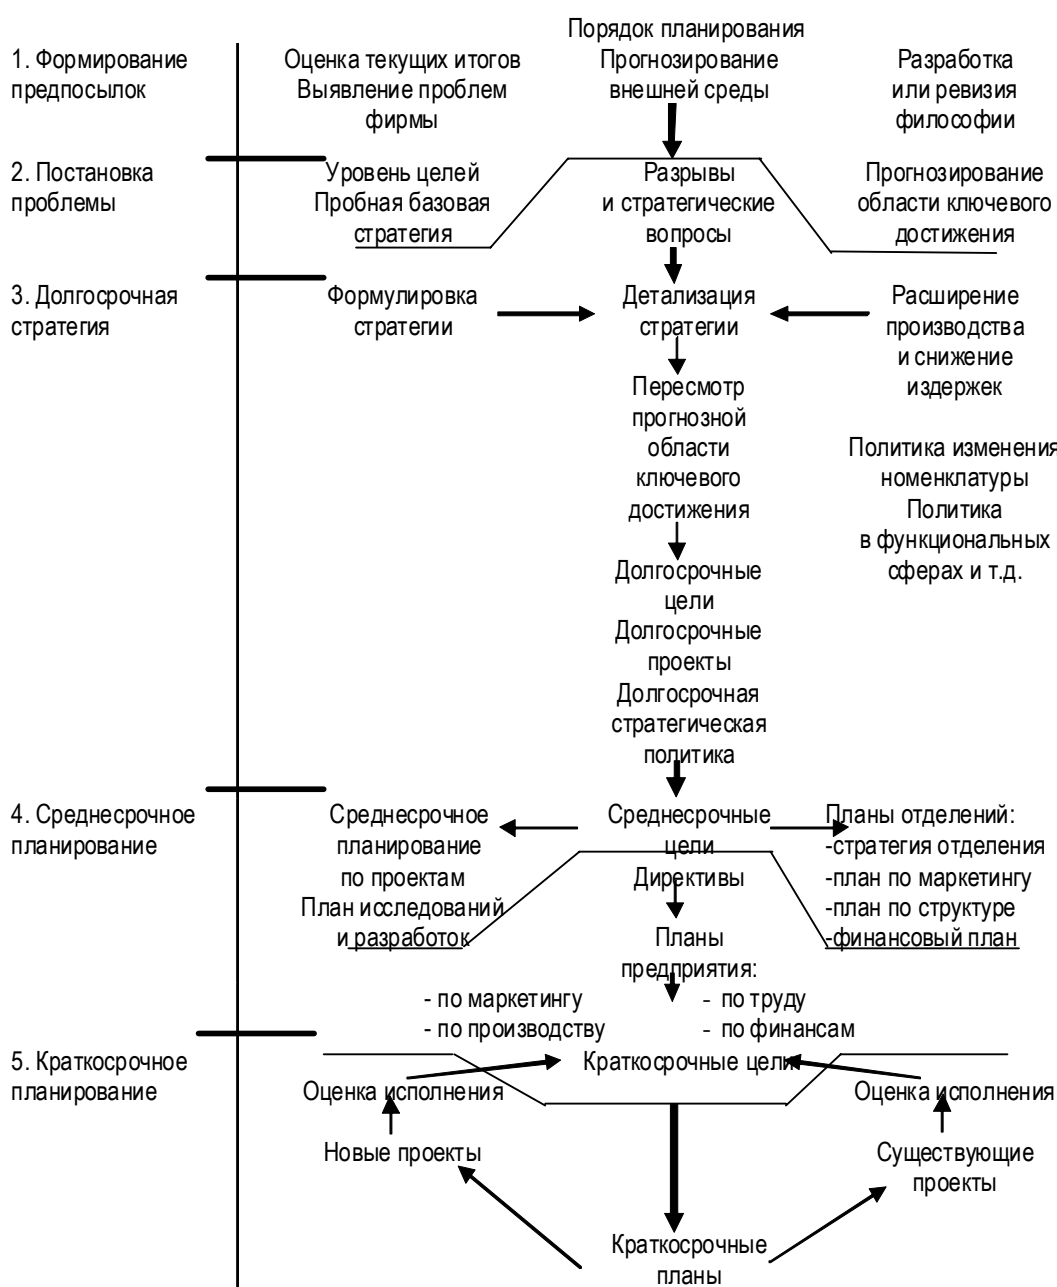 Порядок планирования
1. Формирование
предпосылок
Оценка текущих итогов
Выявление проблем
фирмы
Прогнозирование
внешней среды
Разработка
или ревизия
философии
2. Постановка
проблемы
Уровень целей
Пробная базовая
стратегия
Разрывы
и стратегические
вопросы
Прогнозирование
области ключевого
достижения
3. Долгосрочная
стратегия
Формулировка
стратегии
Детализация
стратегии
Расширение
производства
и снижение
издержек
Пересмотр
прогнозной
области
ключевого
достижения
Политика изменения
номенклатуры
Политика
в функциональных
сферах и т.д.
Долгосрочные
цели
Долгосрочные
проекты
Долгосрочная
стратегическая
политика
4. Среднесрочное
планирование
Среднесрочное
планирование
по проектам
План исследований
и разработок
Среднесрочные
цели
Директивы
Планы
предприятия:
Планы отделений:
-стратегия отделения
-план по маркетингу
-план по структуре
-финансовый план
- по маркетингу
- по производству
- по труду
- по финансам
5. Краткосрочное
планирование
Краткосрочные цели
Оценка исполнения
Оценка исполнения
Новые проекты
Существующие
проекты
Краткосрочные
планы